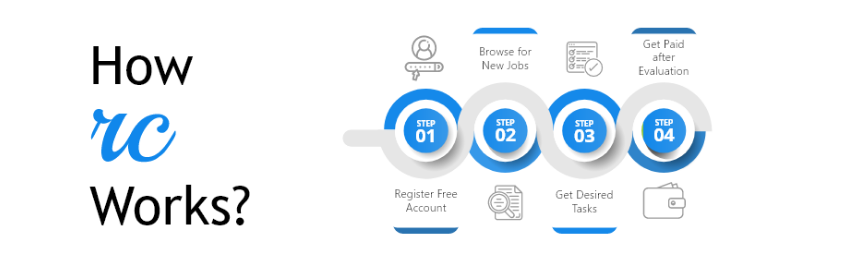 How
rc
Works?
Browse for
New Jobs
Get Paid
after
Evaluation
STEP
01
STEP
02
STEP
03
STEP
04
Register Free
Account
Get Desired
Tasks